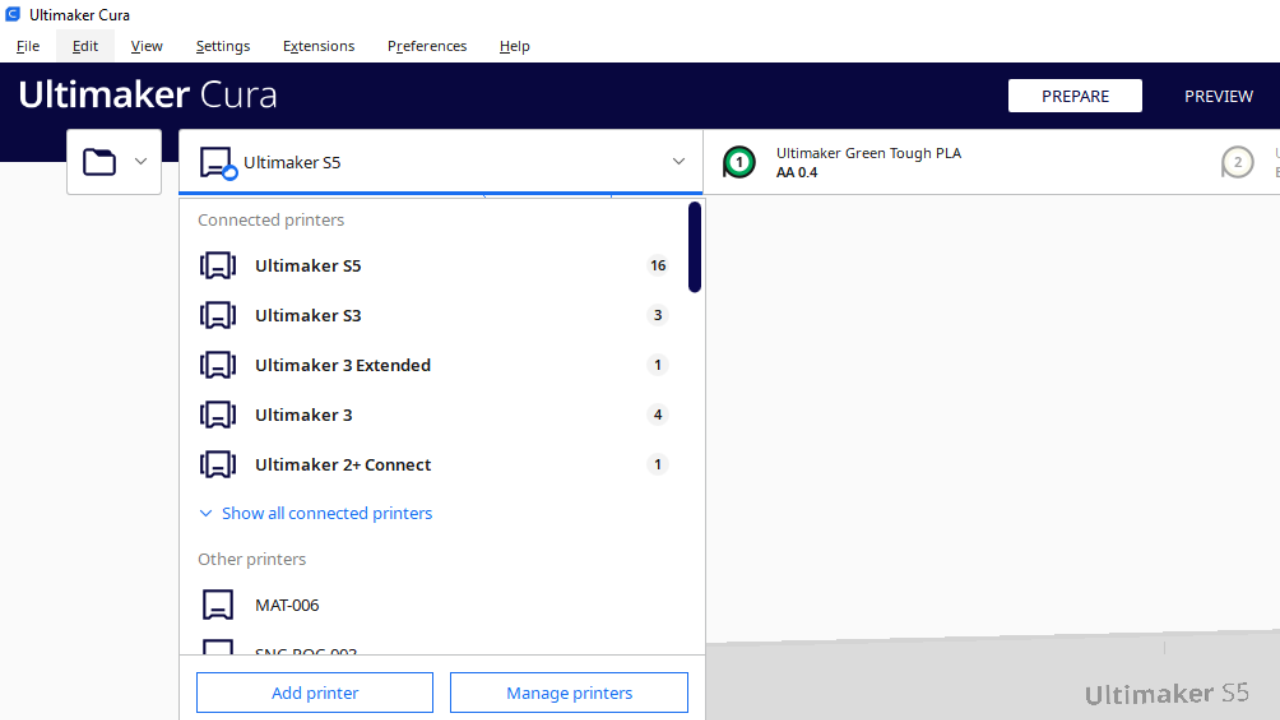 Ultimaker Cura
File Edit View Settings Extensions Preferences Help
Ultimaker Cura
PREPARE PREVIEW
Ultimaker S5
1 Ultimaker Green Tough PLA
AA 0.4
2
Connected printers
Ultimaker S5 16
Ultimaker S3 3
Ultimaker 3 Extended 1
Ultimaker 3 4
Ultimaker 2+ Connect 1
Show all connected printers
Other printers
MAT-006
Add printer Manage printers
Ultimaker S5